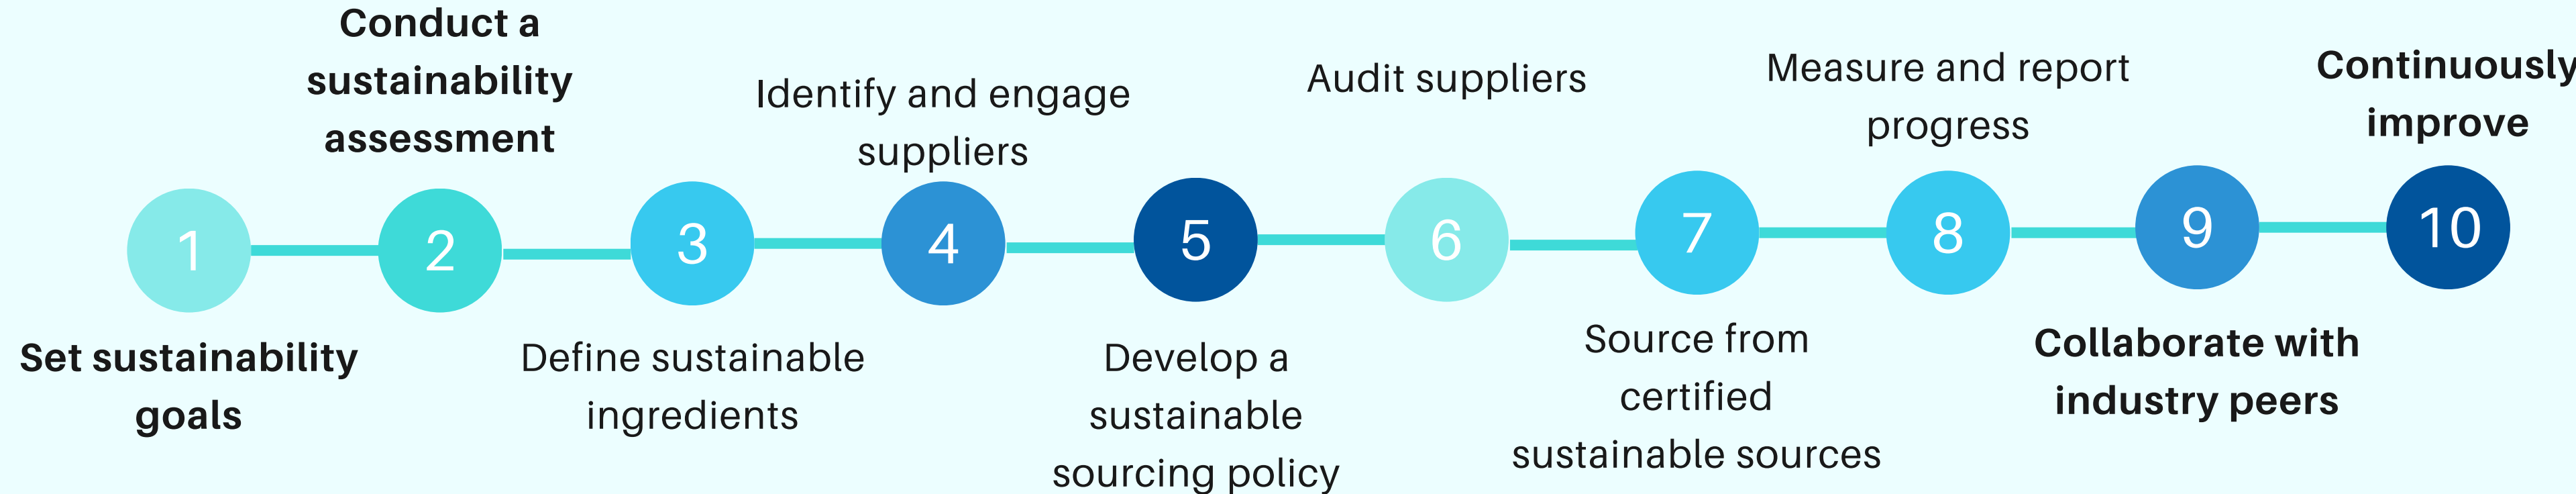 1
Set sustainability
goals
2
Conduct a
sustainability
assessment
3
Define sustainable
ingredients
4
Identify and engage
suppliers
5
Develop a
sustainable
sourcing policy
6
Audit suppliers
7
Source from
certified
sustainable sources
8
Measure and report
progress
9
Collaborate with
industry peers
10
Continuously
improve